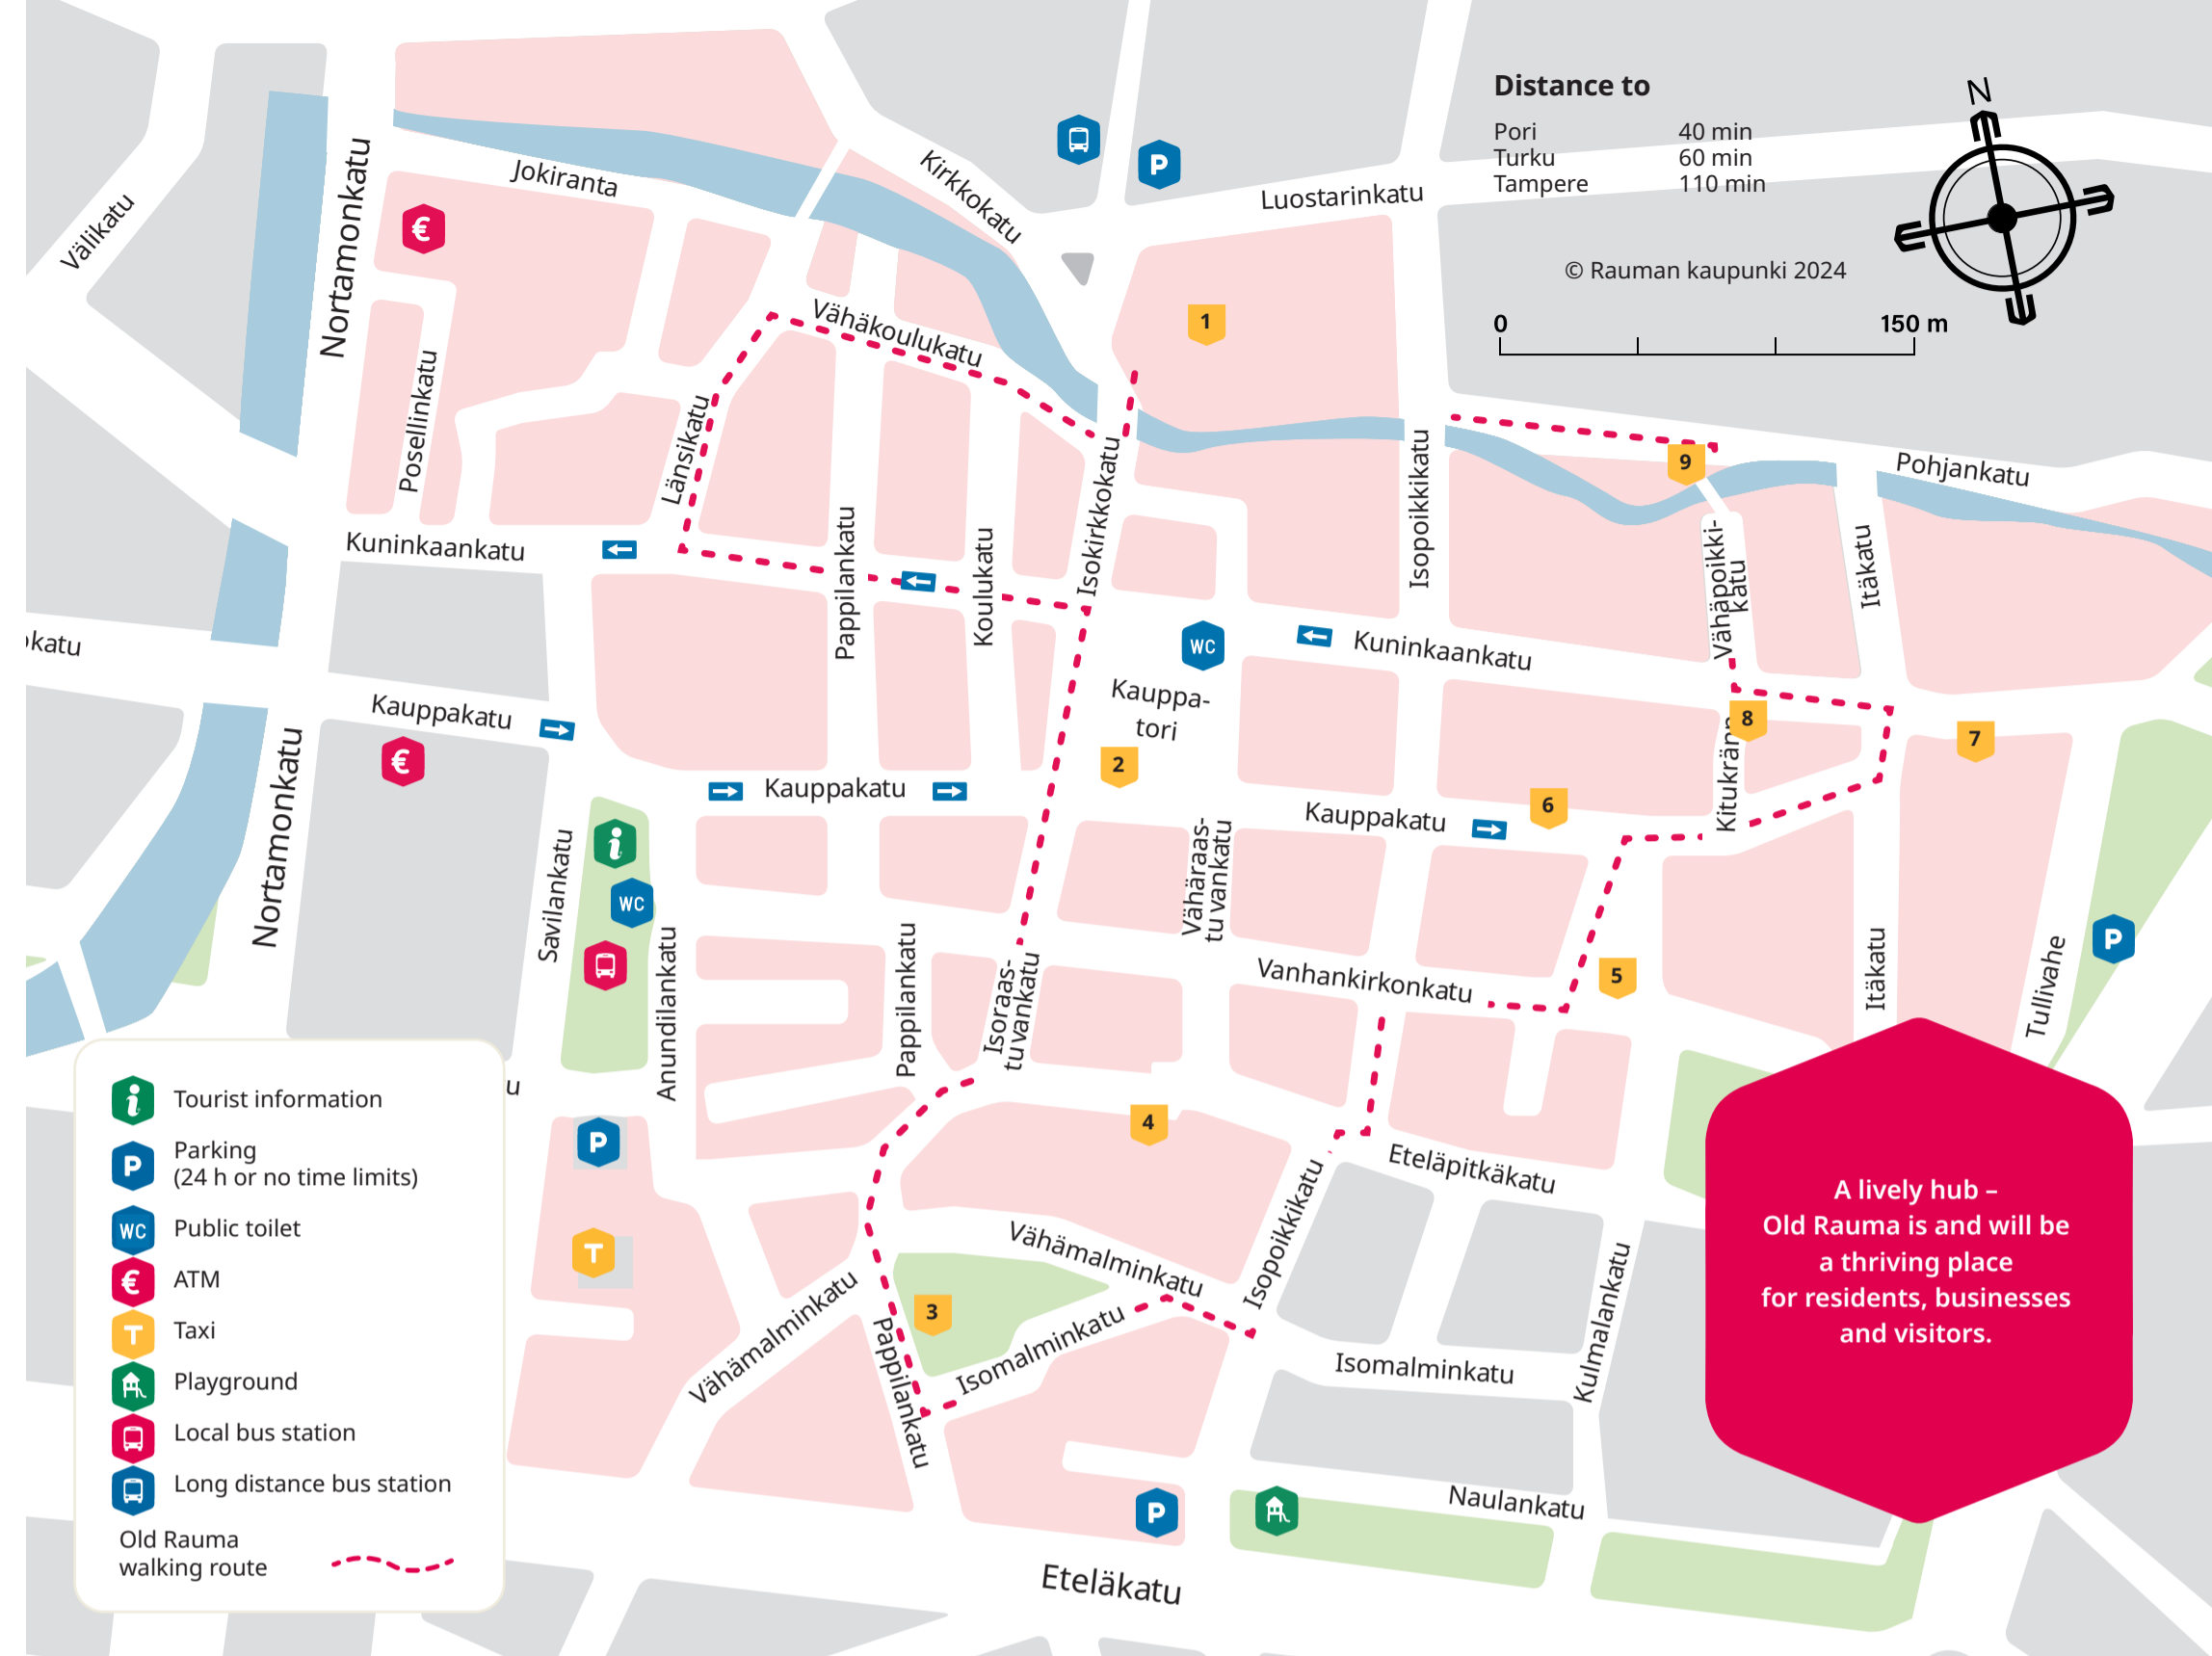 Distance to
Pori 40 min
Turku 60 min
Tampere 110 min
N
© Rauman kaupunki 2024
0 150 m
Välikatu
Nortamonkatu
Jokiranta
€
Kirkkokatu
P
Luostarinkatu
1
Vähäkoulukatu
Posellinkatu
Länsikatu
Isokirkkokatu
Isopoikkikatu
9
Pohjankatu
Kuninkaankatu
Pappilankatu
Koulukatu
WC
Kuninkaankatu
Vähäpoikki-
katu
Itäkatu
Kauppa-
tori
2
8
7
Kauppakatu
€
Nortamonkatu
Kauppakatu
Kauppakatu
6
Savilankatu
WC
Anundilankatu
Vähäraas-
tuvankatu
Pappilankatu
Isoraas-
tuvankatu
Vanhankirkonkatu
5
Itäkatu
Tullivahe
P
P
T
4
Eteläpitkäkatu
Isopoikkikatu
Vähämalminkatu
Vähämalminkatu
3
Pappilankatu
Isomalminkatu
Isomalminkatu
Kulmalankatu
P
Naulankatu
Eteläkatu
Tourist information
P Parking
(24 h or no time limits)
WC Public toilet
€ ATM
T Taxi
Playground
Local bus station
Long distance bus station
Old Rauma
walking route
A lively hub –
Old Rauma is and will be
a thriving place
for residents, businesses
and visitors.